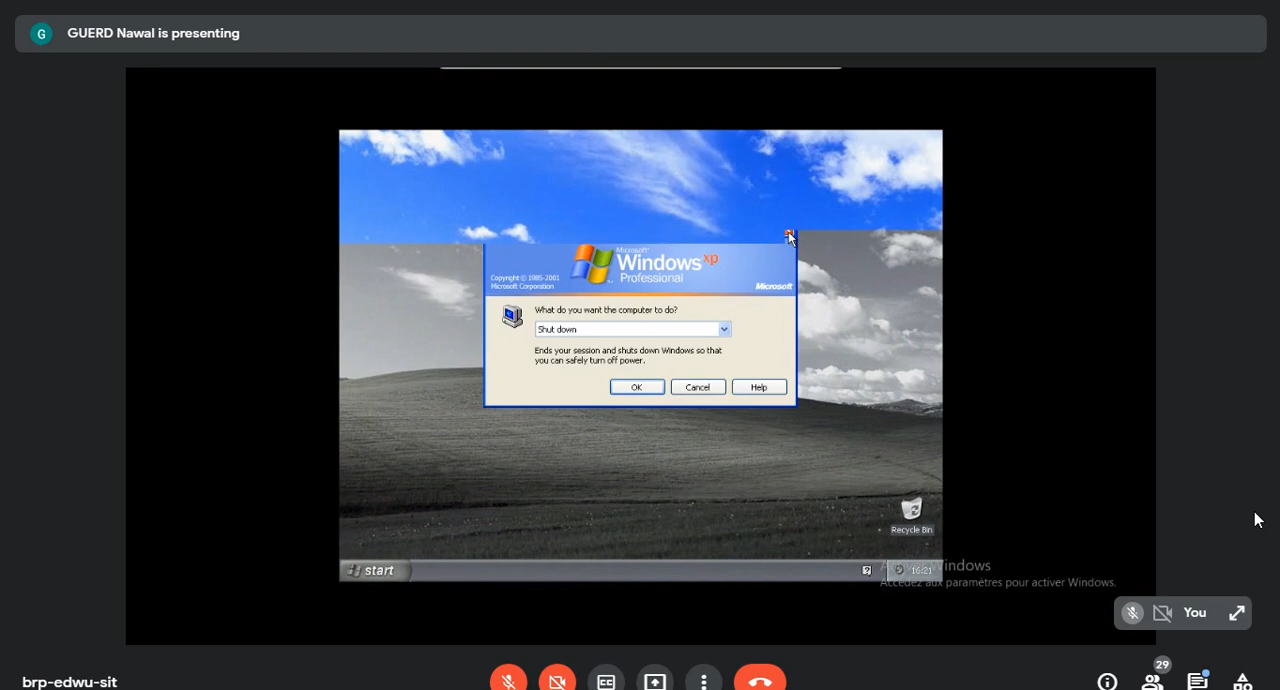 G GUERD Nawal is presenting
Microsoft
Windows xp
Professional
Copyright © 1985-2001
Microsoft Corporation
Microsoft
What do you want the computer to do?
Shut down
Ends your session and shuts down Windows so that
you can safely turn off power.
OK Cancel Help
Recycle Bin
start
16:21
Windows
Accédez aux paramètres pour activer Windows.
You
brp-edwu-sit
CC
29